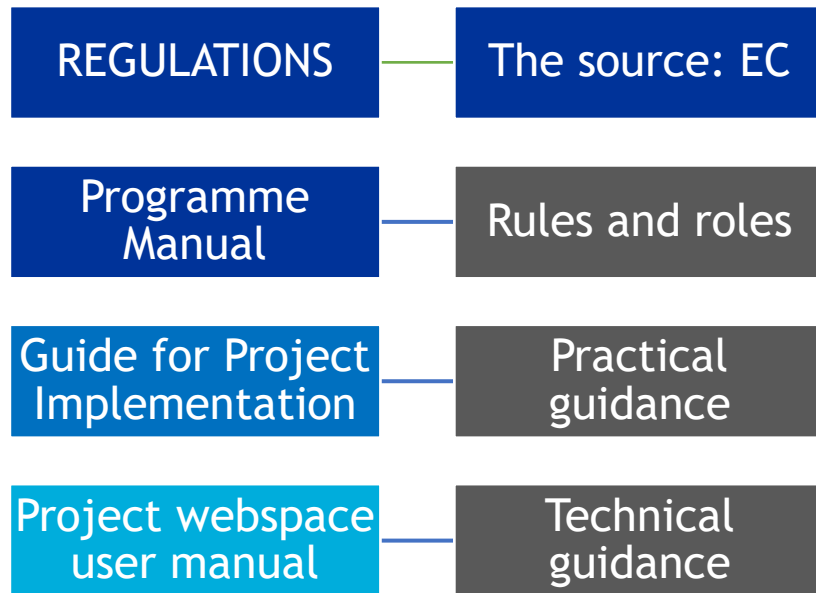 REGULATIONS
The source: EC
Programme
Manual
Rules and roles
Guide for Project
Implementation
Practical
guidance
Project webspace
user manual
Technical
guidance